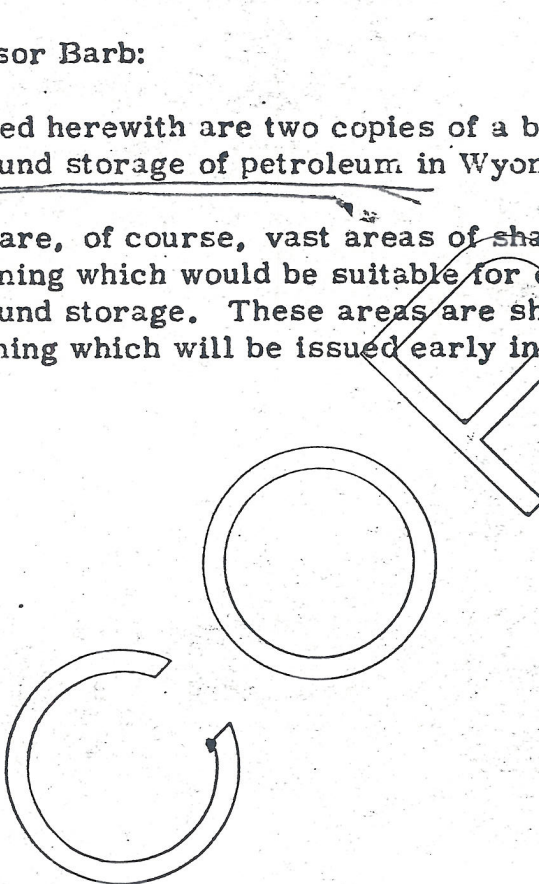 sor Barb:
ed herewith are two copies of a b
und storage of petroleum in Wyon
are, of course, vast areas of sha
ning which would be suitable for
und storage. These areas are sh
ning which will be issued early in
COP